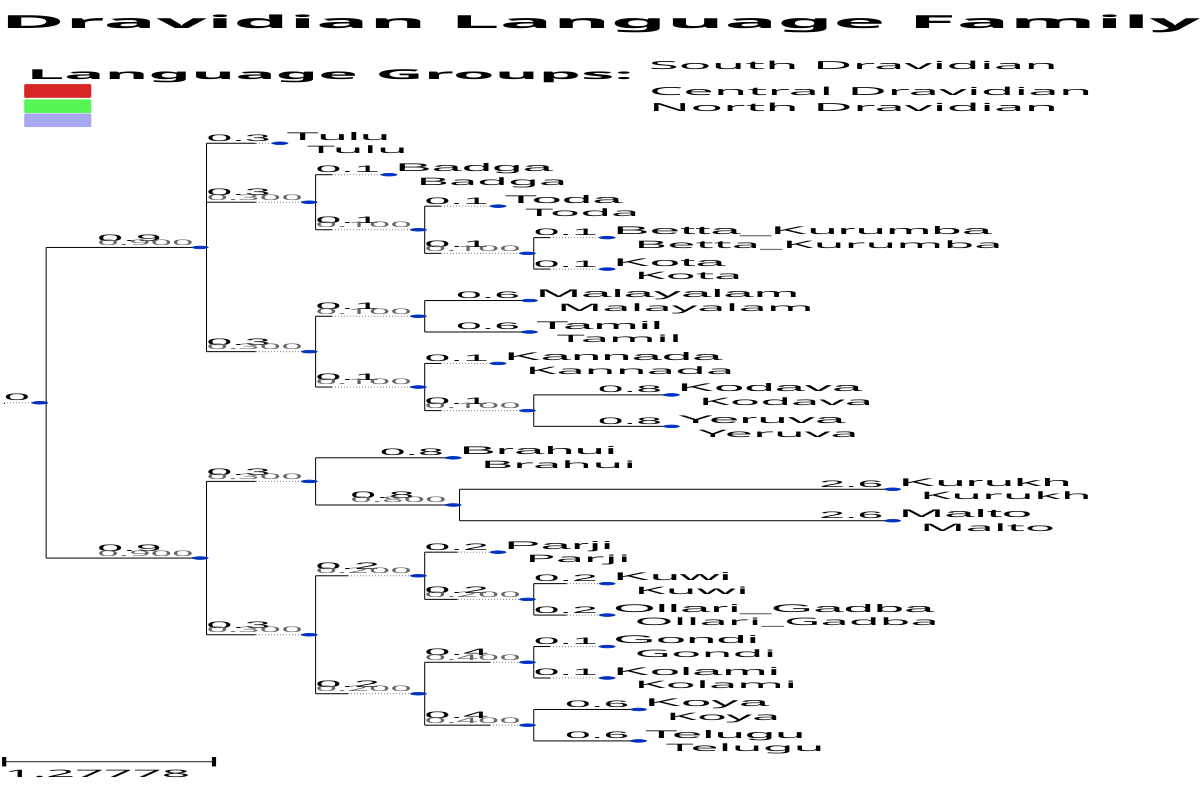 Dravidian Language Family
Language Groups:
South Dravidian
Central Dravidian
North Dravidian
0.3 Tulu
Tulu
0.1 Badga
0.3
0.300
Badga
0.1 Toda
Toda
0.1
0.100
0.1 Betta_Kurumba
0.9
0.900
0.1
0.100
Betta_Kurumba
0.1 Kota
Kota
0.6 Malayalam
0.1
0.100
Malayalam
0.6 Tamil
Tamil
0.3
0.300
0.1 Kannada
Kannada
0.1
0.100
0.8 Kodava
0
0.1
0.100
Kodava
0.8 Yeruva
Yeruva
0.8 Brahui
Brahui
0.3
0.300
2.6 Kurukh
0.8
0.800
Kurukh
2.6 Malto
Malto
0.9
0.900
0.2 Parji
Parji
0.2
0.200
0.2 Kuwi
0.2
0.200
Kuwi
0.2 Ollari_Gadba
Ollari_Gadba
0.3
0.300
0.1 Gondi
0.4
0.400
Gondi
0.1 Kolami
0.2
0.200
Kolami
0.6 Koya
0.4
0.400
Koya
0.6 Telugu
Telugu
1.27778